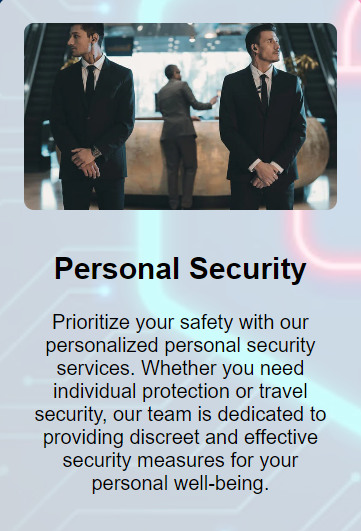 Personal Security
Prioritize your safety with our
personalized personal security
services. Whether you need
individual protection or travel
security, our team is dedicated to
providing discreet and effective
security measures for your
personal well-being.